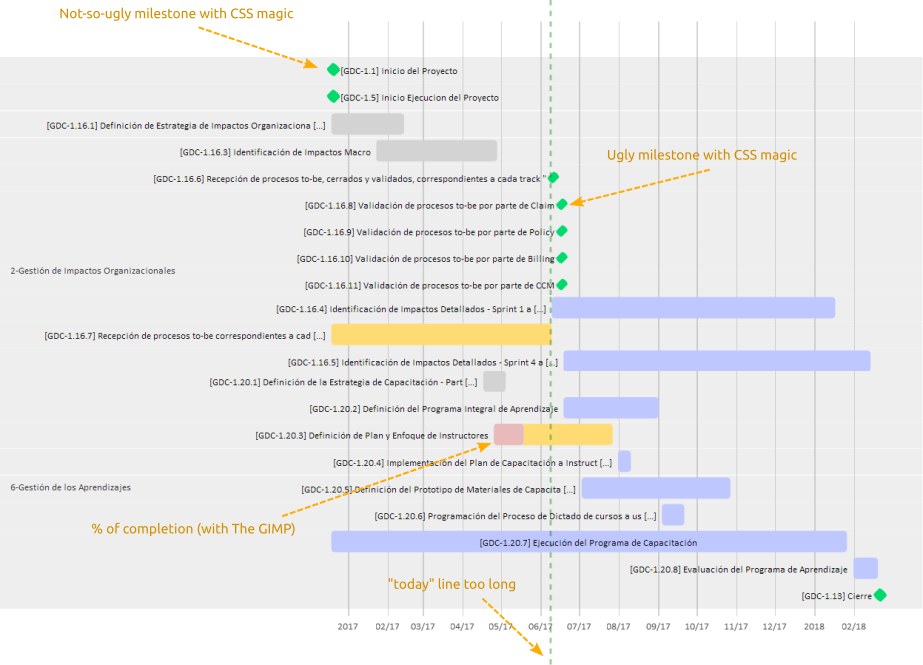 Not-so-ugly milestone with CSS magic
[GDC-1.1] Inicio del Proyecto
[GDC-1.5] Inicio Ejecucion del Proyecto
[GDC-1.16.1] Definición de Estrategia de Impactos Organizaciona [...]
[GDC-1.16.3] Identificación de Impactos Macro
Ugly milestone with CSS magic
[GDC-1.16.6] Recepción de procesos to-be, cerrados y validados, correspondientes a cada track "
[GDC-1.16.8] Validación de procesos to-be por parte de Claim
[GDC-1.16.9] Validación de procesos to-be por parte de Policy
[GDC-1.16.10] Validación de procesos to-be por parte de Billing
2-Gestión de Impactos Organizacionales
[GDC-1.16.11] Validación de procesos to-be por parte de CCM
[GDC-1.16.4] Identificación de Impactos Detallados - Sprint 1 a [...]
[GDC-1.16.7] Recepción de procesos to-be correspondientes a cad [...]
[GDC-1.16.5] Identificación de Impactos Detallados - Sprint 4 a [...]
[GDC-1.20.1] Definición de la Estrategia de Capacitación - Part [...]
[GDC-1.20.2] Definición del Programa Integral de Aprendizaje
[GDC-1.20.3] Definición de Plan y Enfoque de Instructores
[GDC-1.20.4] Implementación del Plan de Capacitación a Instruct [...]
6-Gestión de los Aprendizajes
[GDC-1.20.5] Definición del Prototipo de Materiales de Capacita [...]
[GDC-1.20.6] Programación del Proceso de Dictado de cursos a us [...]
% of completion (with The GIMP)
[GDC-1.20.7] Ejecución del Programa de Capacitación
[GDC-1.20.8] Evaluación del Programa de Aprendizaje
"today" line too long
[GDC-1.13] Cierre
2017 02/17 03/17 04/17 05/17 06/17 07/17 08/17 09/17 10/17 11/17 12/17 2018 02/18